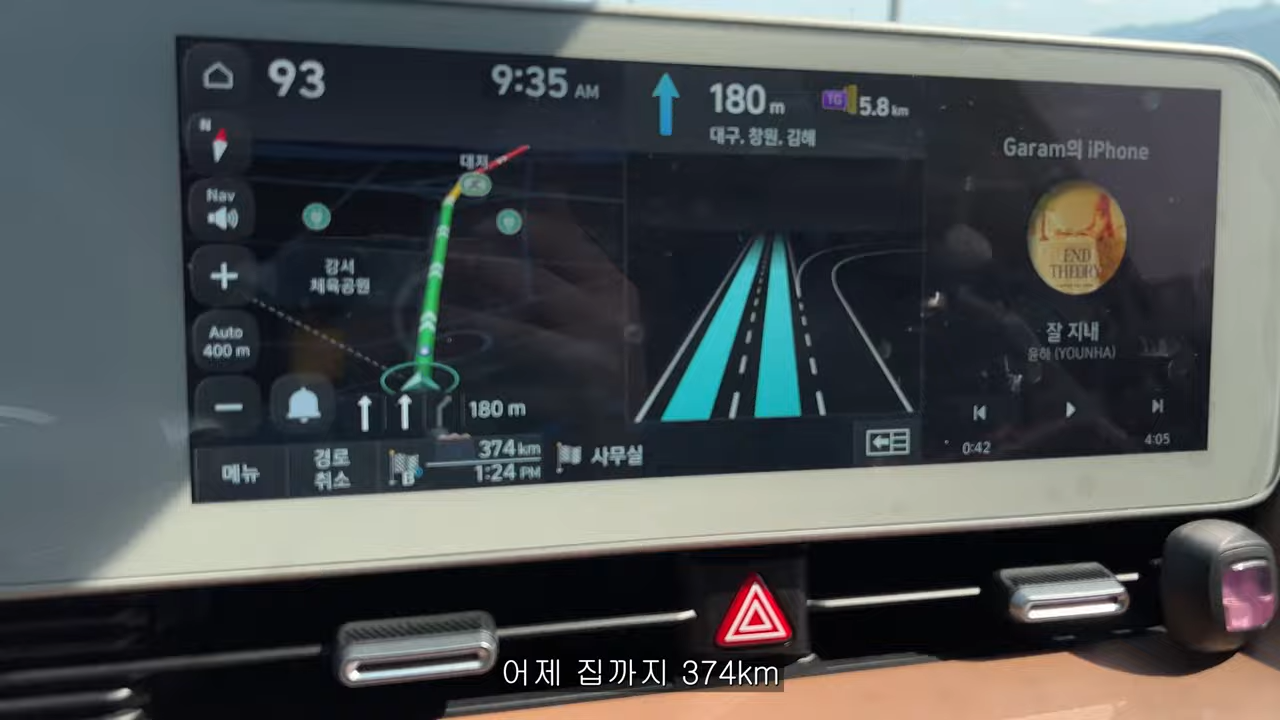 93
9:35 AM
N
Nav
대저
강서
체육공원
Auto
400 m
180 m
메뉴
경로
취소
374 km
1:24 PM
사무실
180 m
TG
5.8 km
대구, 창원, 김해
Garam의 iPhone
END
THEORY
잘 지내
윤하 (YOUNHA)
0:42
4:05
어제 집까지 374km